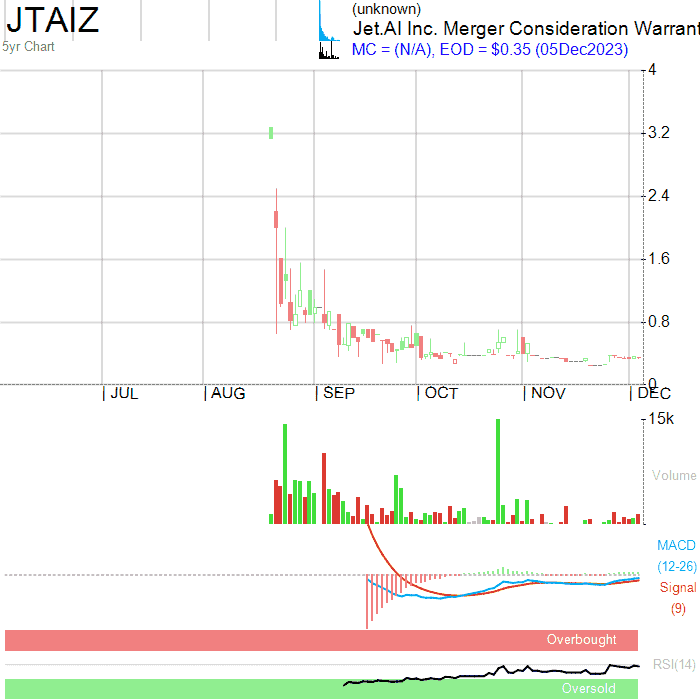 JTAIZ
5yr Chart
(unknown)
Jet.AI Inc. Merger Consideration Warrant
MC = (N/A), EOD = $0.35 (05Dec2023)
4
3.2
2.4
1.6
0.8
0
JUL AUG SEP OCT NOV DEC
15k
Volume
MACD
(12-26)
Signal
(9)
Overbought
RSI(14)
Oversold